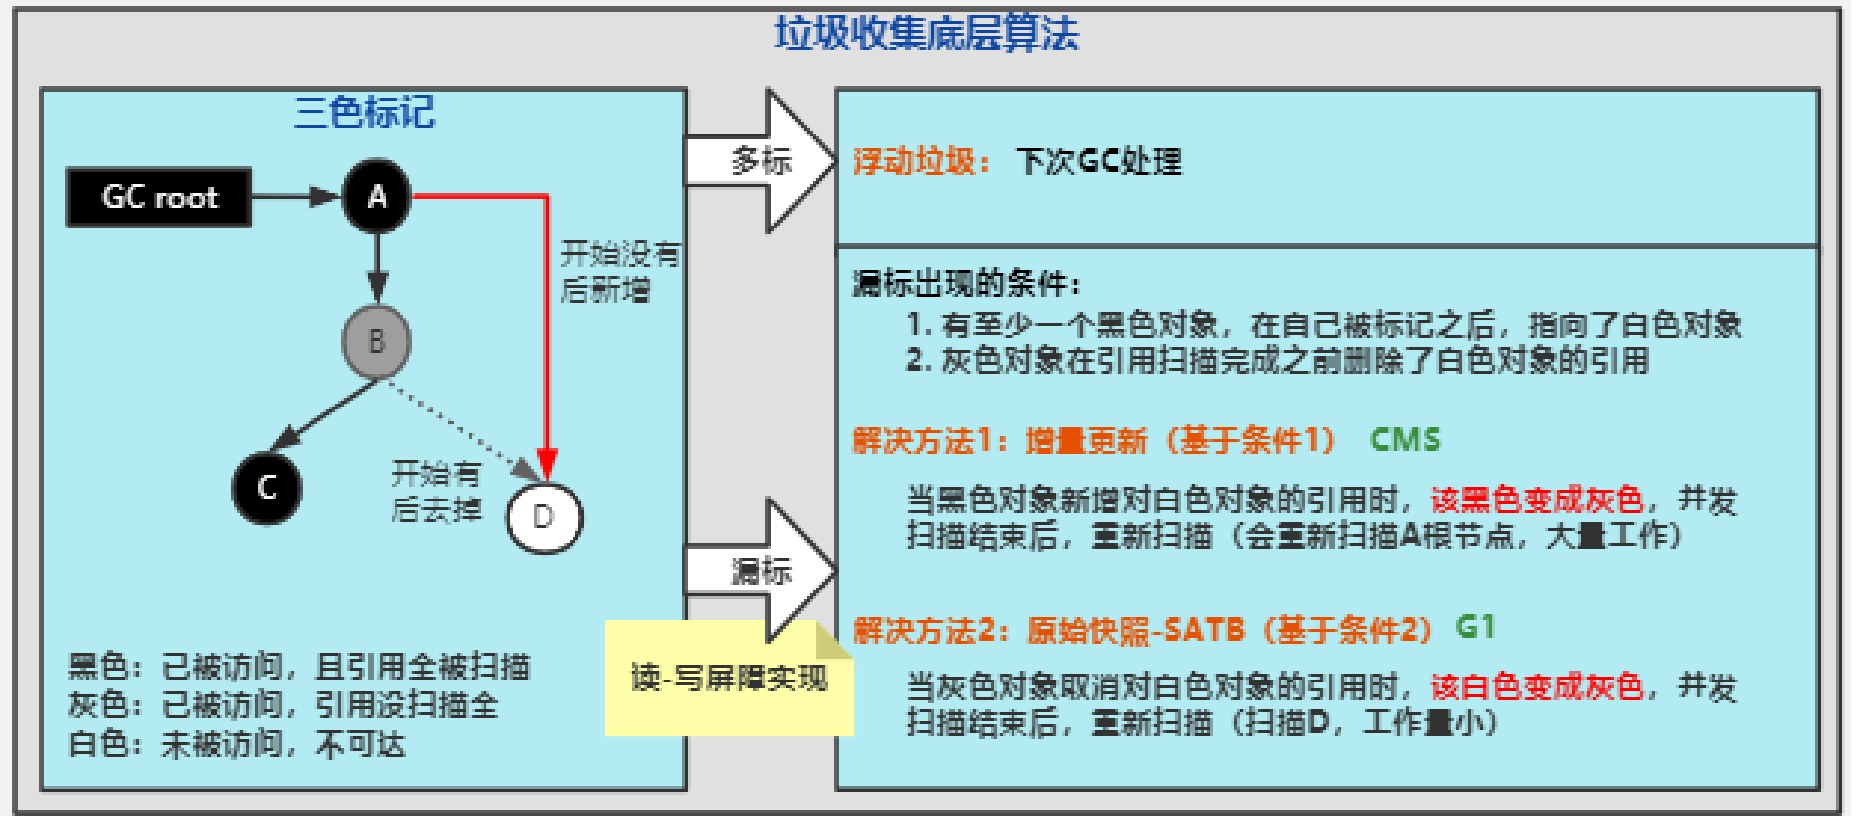 垃圾收集底层算法
三色标记
GC root
A
开始没有
后新增
B
C
开始有
后去掉
D
黑色：已被访问，且引用全被扫描
灰色：已被访问，引用没扫描全
白色：未被访问，不可达
多标
漏标
读-写屏障实现
浮动垃圾： 下次GC处理
漏标出现的条件：
1. 有至少一个黑色对象，在自己被标记之后，指向了白色对象
2. 灰色对象在引用扫描完成之前删除了白色对象的引用
解决方法1：增量更新（基于条件1） CMS
当黑色对象新增对白色对象的引用时，该黑色变成灰色，并发
扫描结束后，重新扫描（会重新扫描A根节点，大量工作）
解决方法2：原始快照-SATB（基于条件2） G1
当灰色对象取消对白色对象的引用时，该白色变成灰色，并发
扫描结束后，重新扫描（扫描D，工作量小）